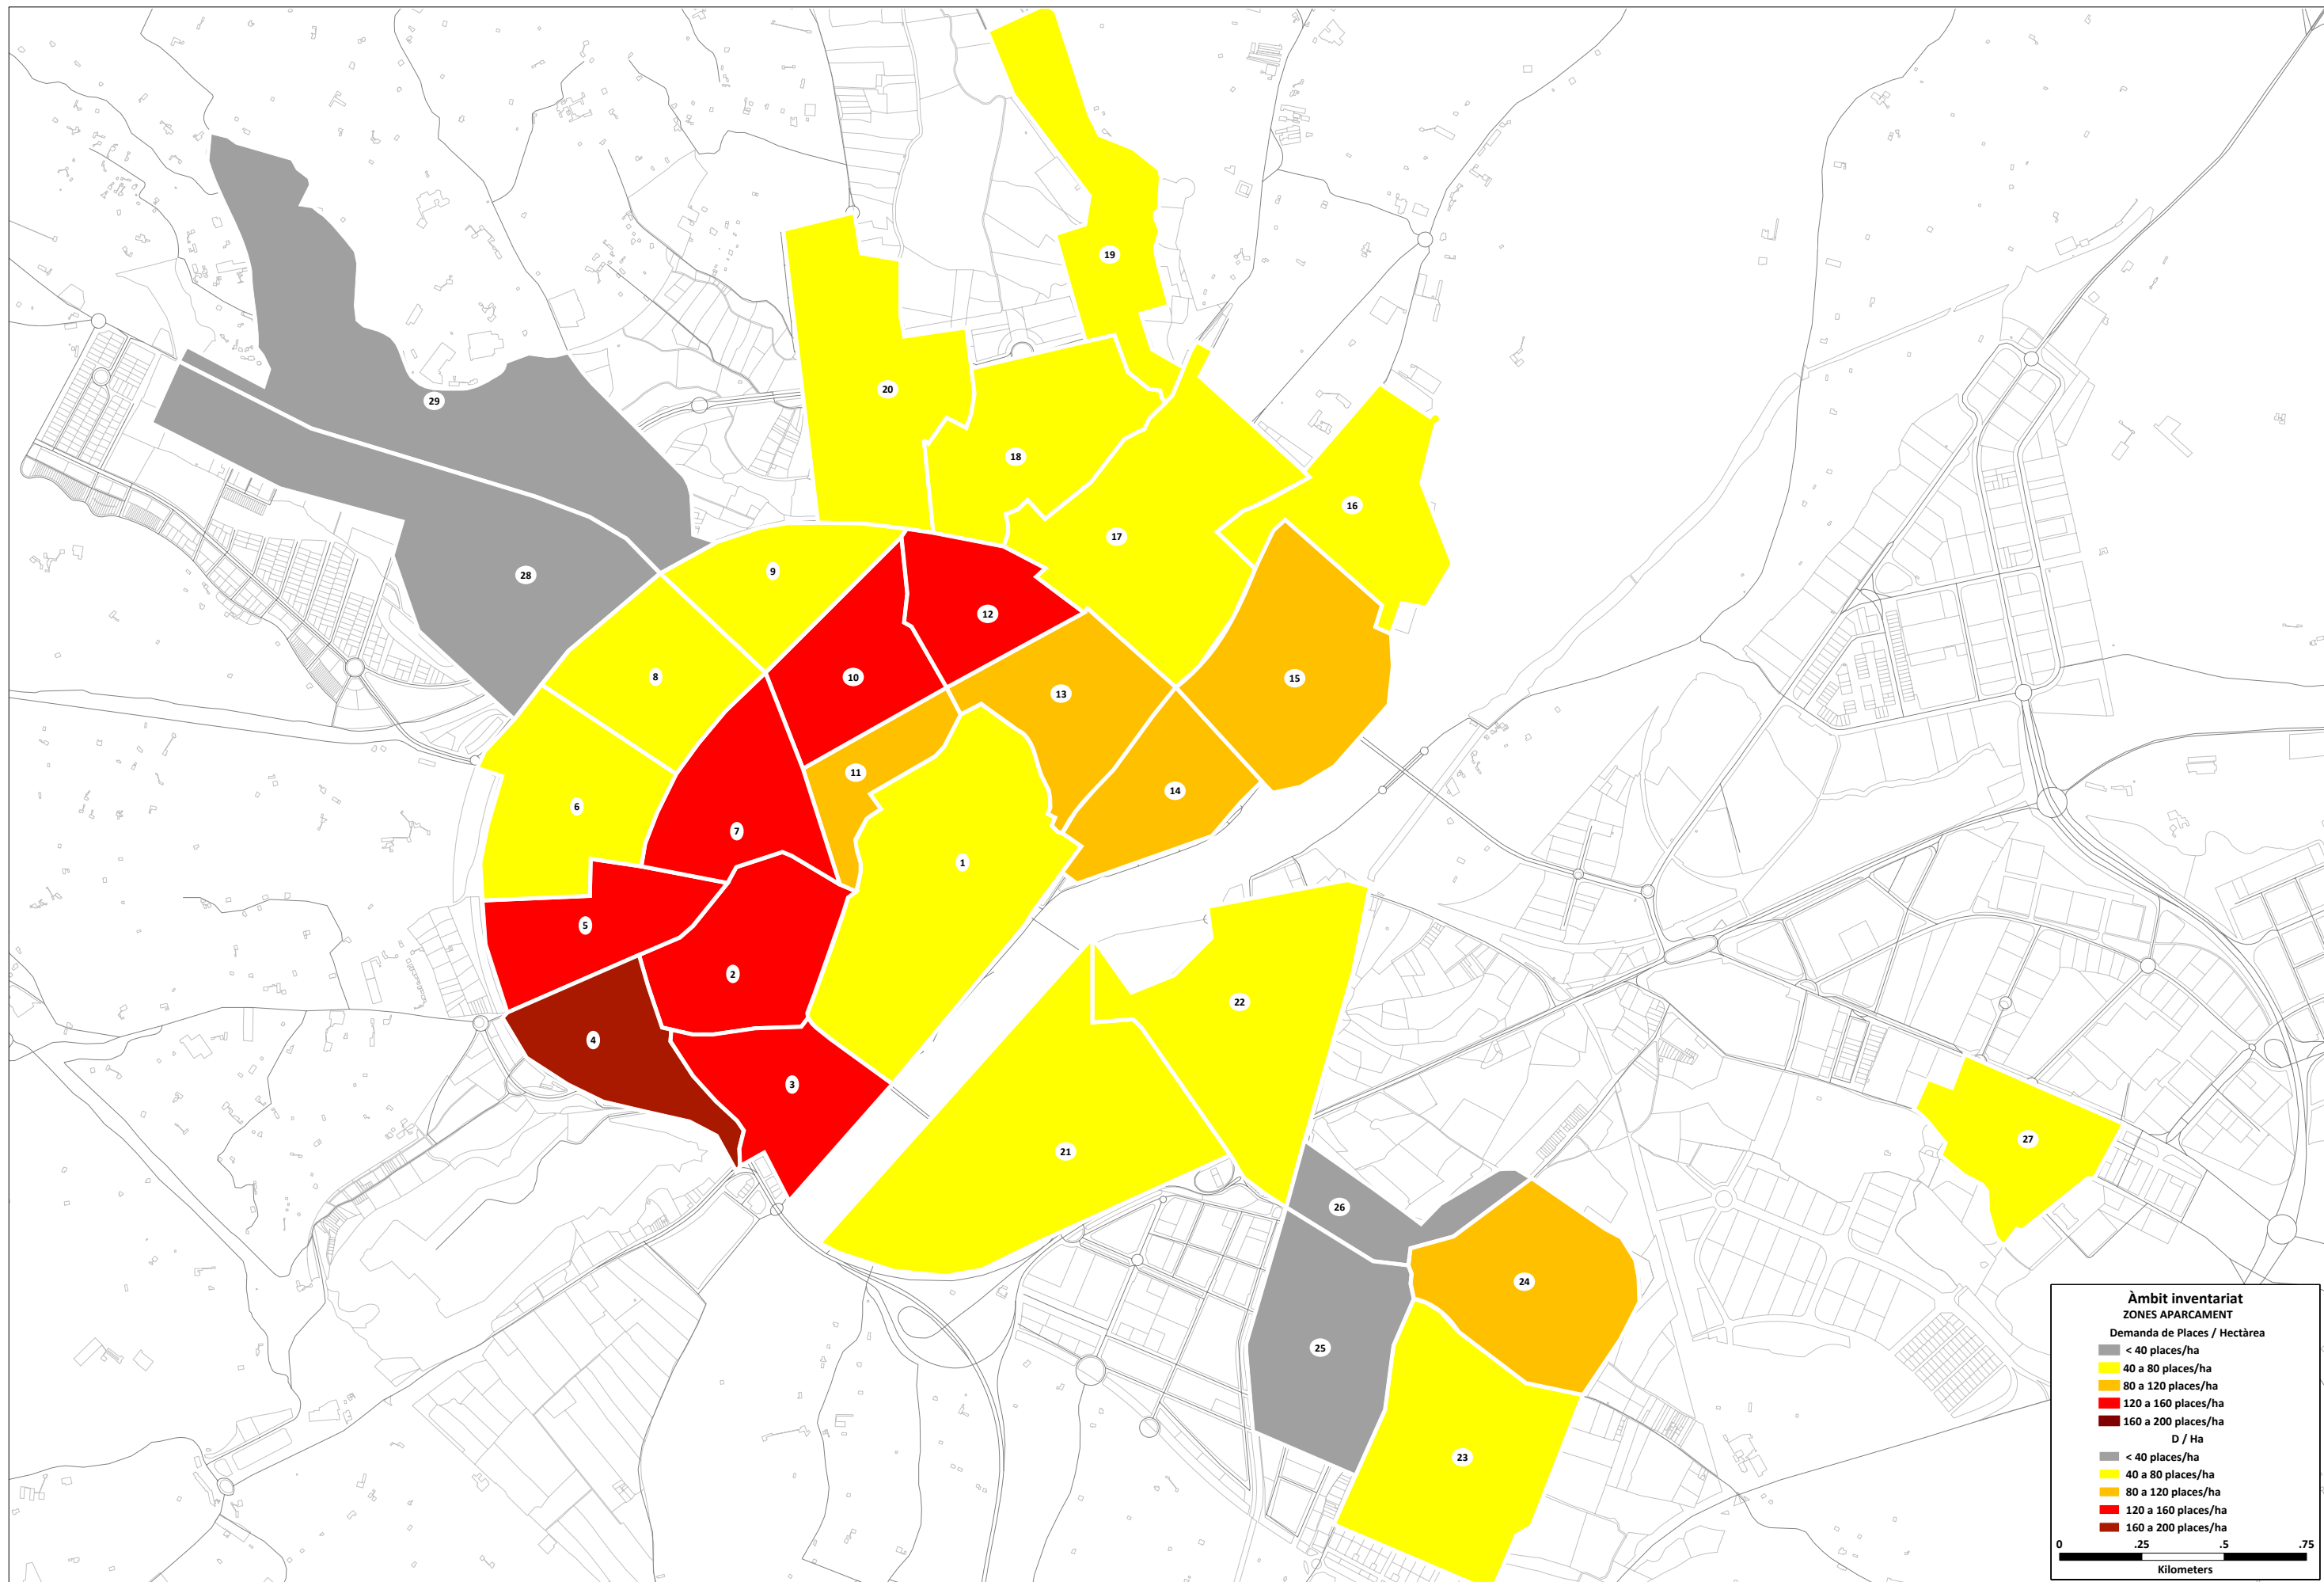 19
29
20
18
16
17
28
9
12
8
10
15
13
11
14
6
7
1
5
2
22
4
3
27
21
26
24
25
23
Àmbit inventariat
ZONES APARCAMENT
Demanda de Places / Hectàrea
< 40 places/ha
40 a 80 places/ha
80 a 120 places/ha
120 a 160 places/ha
160 a 200 places/ha
D / Ha
< 40 places/ha
40 a 80 places/ha
80 a 120 places/ha
120 a 160 places/ha
160 a 200 places/ha
0 .25 .5 .75
Kilometers